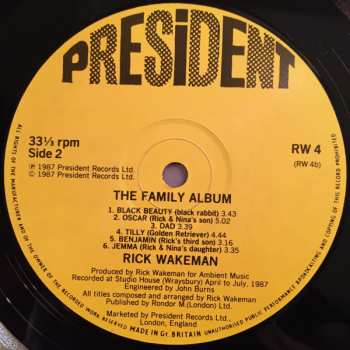 PRESiDENT
33⅓ rpm
Side 2
RW 4
(RW 4b)
℗ 1987 President Records Ltd.
© 1987 President Records Ltd.
THE FAMILY ALBUM
1. BLACK BEAUTY (black rabbit) 3.43
2. OSCAR (Rick & Nina's son) 5.02
3. DAD 3.39
4. TILLY (Golden Retriever) 4.44
5. BENJAMIN (Rick's third son) 3.16
6. JEMMA (Rick & Nina's daughter) 3.35
RICK WAKEMAN
Produced by Rick Wakeman for Ambient Music
Recorded at Studio House (Wraysbury) April to July, 1987
Engineered by John Burns
All titles composed and arranged by Rick Wakeman
Published by Rondor M.(London) Ltd.
Marketed by President Records Ltd.,
London, England
ALL RIGHTS OF THE MANUFACTURER AND OF THE OWNER OF THE RECORDED WORK RESERVED UNAUTHORISED PUBLIC PERFORMANCE BROADCASTING AND COPYING OF THIS RECORD PROHIBITED
MADE IN Gt. BRITAIN